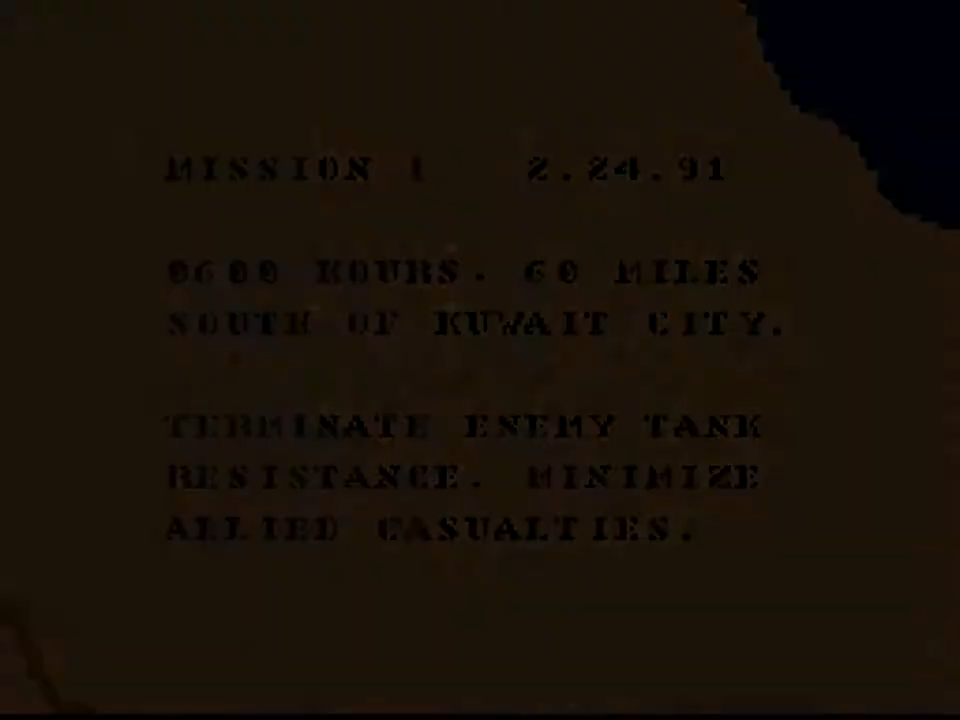 MISSION 1 2.24.91
0600 HOURS. 60 MILES
SOUTH OF KUWAIT CITY.
TERMINATE ENEMY TANK
RESISTANCE. MINIMIZE
ALLIED CASUALTIES.